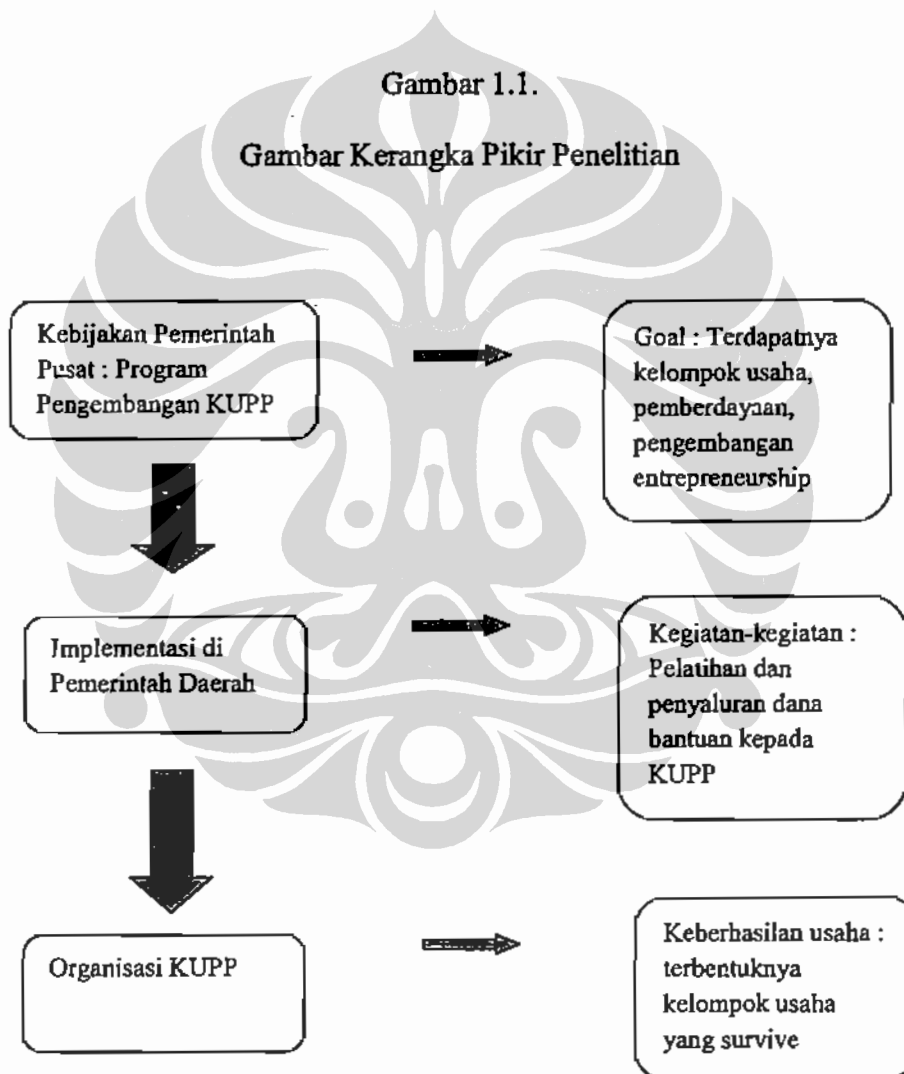 Gambar 1.1.
Gambar Kerangka Pikir Penelitian
Kebijakan Pemerintah
Pusat : Program
Pengembangan KUPP
Goal : Terdapatnya
kelompok usaha,
pemberdayaan,
pengembangan
entrepreneurship
Implementasi di
Pemerintah Daerah
Kegiatan-kegiatan :
Pelatihan dan
penyaluran dana
bantuan kepada
KUPP
Organisasi KUPP
Keberhasilan usaha :
terbentuknya
kelompok usaha
yang survive